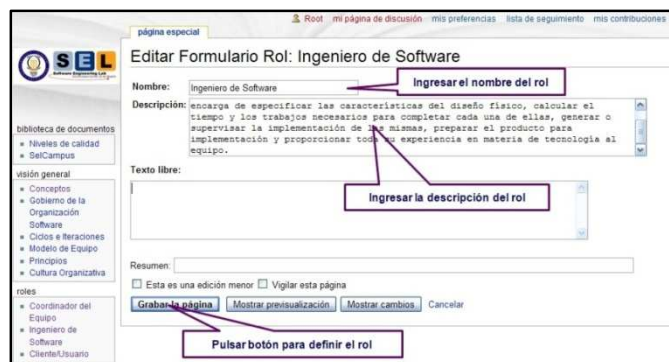 Root mi página de discusión mis preferencias lista de seguimiento mis contribuciones
página especial
SEL
Software Engineering Lab
Editar Formulario Rol: Ingeniero de Software
Nombre: Ingeniero de Software
Ingresar el nombre del rol
Descripción: encarga de especificar las características del diseño físico, calcular el
tiempo y los trabajos necesarios para completar cada una de ellas, generar o
supervisar la implementación de las mismas, preparar el producto para
implementación y proporcionar toda su experiencia en materia de tecnología al
equipo.
Texto libre:
Ingresar la descripción del rol
Resumen:
Esta es una edición menor Vigilar esta página
Grabar la página Mostrar previsualización Mostrar cambios Cancelar
Pulsar botón para definir el rol
biblioteca de documentos
Niveles de calidad
SelCampus
visión general
Conceptos
Gobierno de la
Organización
Software
Ciclos e Iteraciones
Modelo de Equipo
Principios
Cultura Organizativa
roles
Coordinador del
Equipo
Ingeniero de
Software
Cliente/Usuario